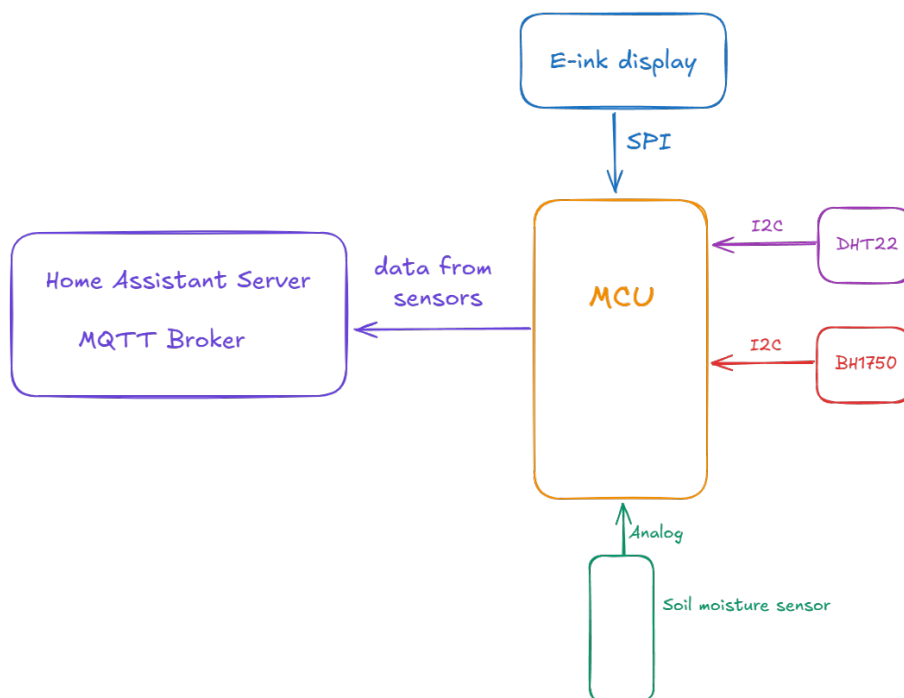 E-ink display
SPI
I2C
DHT22
data from
sensors
Home Assistant Server
MCU
MQTT Broker
I2C
BH1750
Analog
Soil moisture sensor